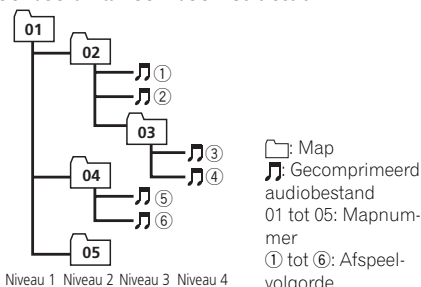 01
02
①
②
03
③
④
04
⑤
⑥
05
Niveau 1 Niveau 2 Niveau 3 Niveau 4
: Map
: Gecomprimeerd
audiobestand
01 tot 05: Mapnum-
mer
① tot ⑥: Afspeel-
volgorde